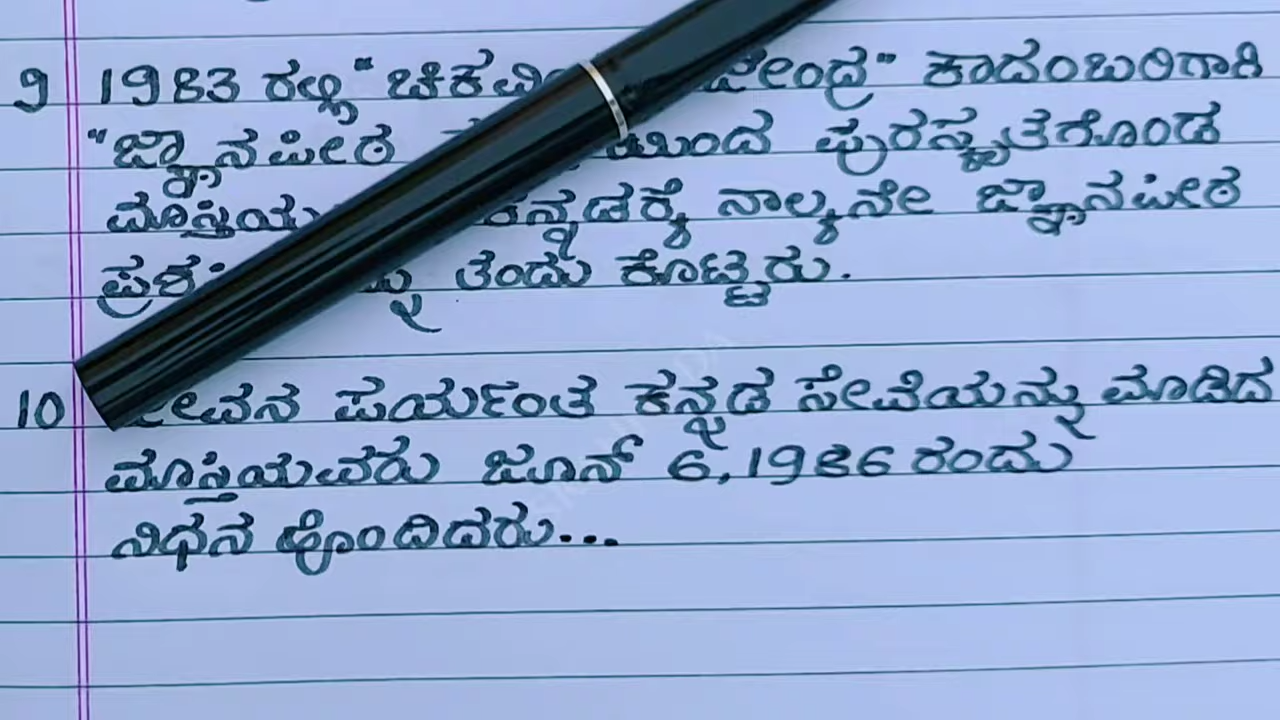 9 1983 ರಲ್ಲಿ "ಚಿಕವೀ ಜೇಂದ್ರ" ಕಾದಂಬರಿಗಾಗಿ
"ಜ್ಞಾನಪೀಠ ಯಿಂದ ಪುರಸ್ಕೃತಗೊಂಡ
ಮಾಸ್ತಿಯ ಕನ್ನಡಕ್ಕೆ ನಾಲ್ಕನೇ ಜ್ಞಾನಪೀಠ
ಪ್ರಶ ತಂದು ಕೊಟ್ಟರು.
10 ಜೀವನ ಪರ್ಯಂತ ಕನ್ನಡ ಸೇವೆಯನ್ನು ಮಾಡಿದ
ಮಾಸ್ತಿಯವರು ಜೂನ್ 6, 1986 ರಂದು
ನಿಧನ ಹೊಂದಿದರು...